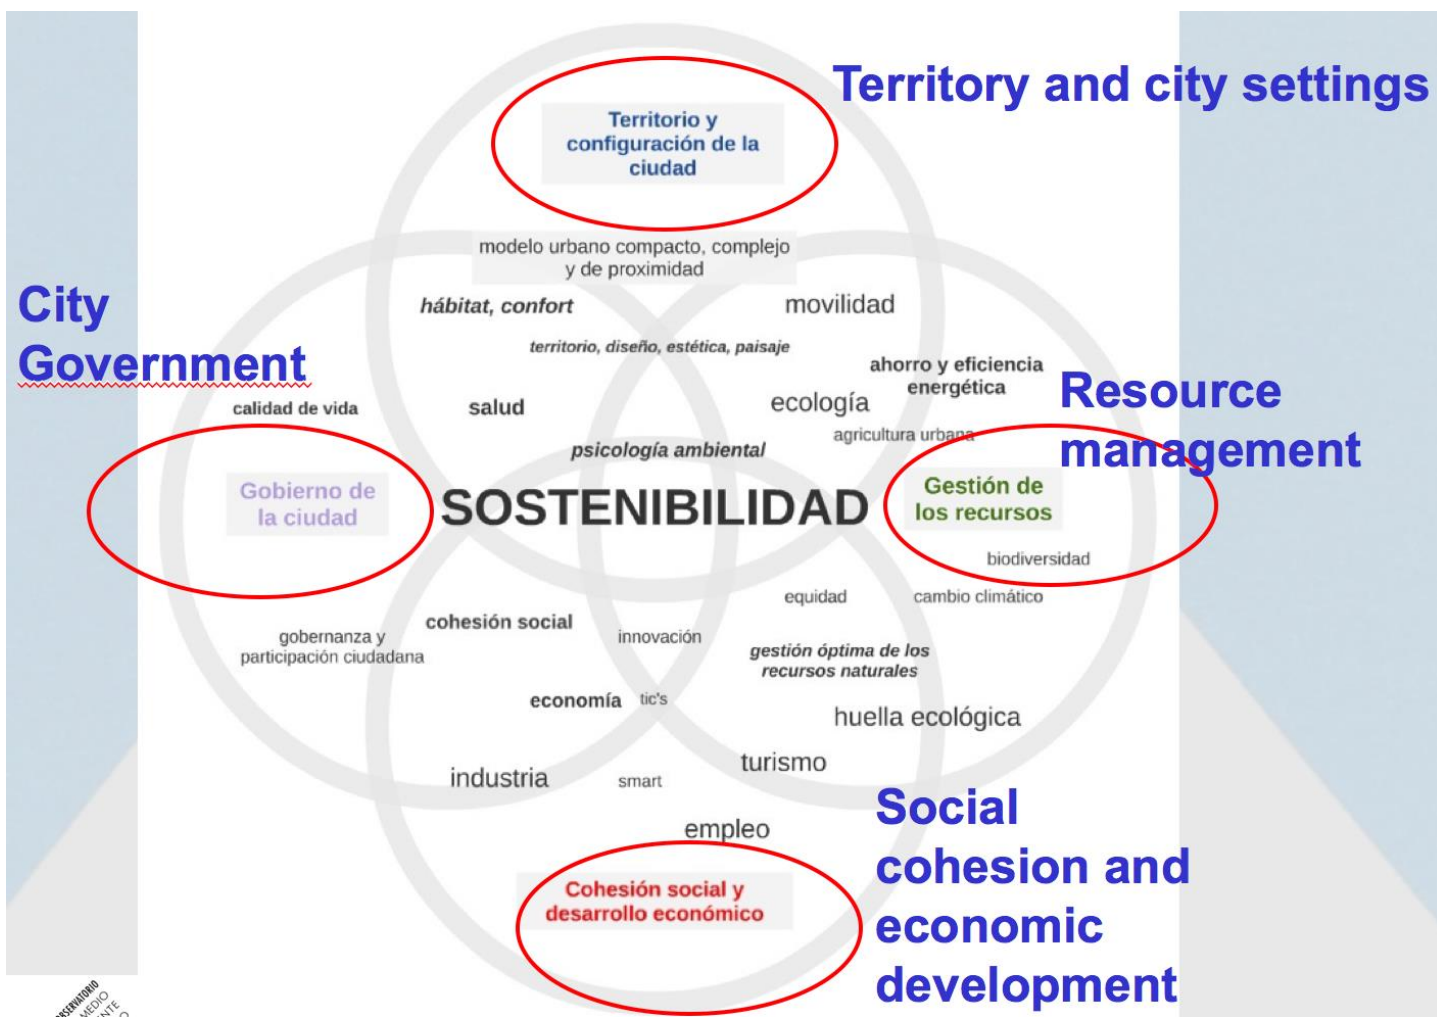 Territory and city settings
Territorio y
configuración de la
ciudad
modelo urbano compacto, complejo
y de proximidad
City
Government
hábitat, confort
movilidad
territorio, diseño, estética, paisaje
ahorro y eficiencia
energética
Resource
management
calidad de vida
salud
ecología
agricultura urbana
psicología ambiental
Gobierno de
la ciudad
SOSTENIBILIDAD
Gestión de
los recursos
biodiversidad
equidad
cambio climático
cohesión social
innovación
gobernanza y
participación ciudadana
gestión óptima de los
recursos naturales
economía
tic's
huella ecológica
turismo
industria
smart
empleo
Social
cohesion and
economic
development
Cohesión social y
desarrollo económico
OBSERVATORIO
MEDIO